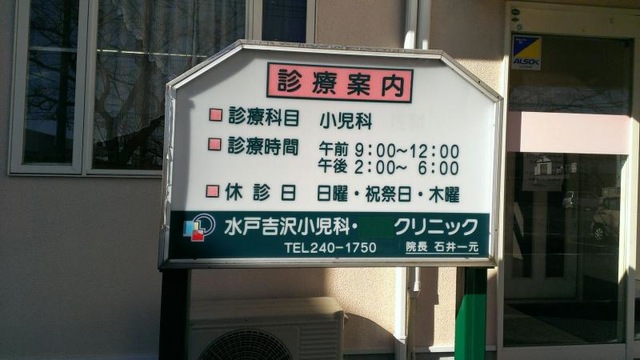 ALSOK
診療案内
診療科目 小児科
診療時間 午前 9:00~12:00
午後 2:00~ 6:00
休診日 日曜・祝祭日・木曜
水戸吉沢小児科・ クリニック
TEL240-1750 院長 石井一元